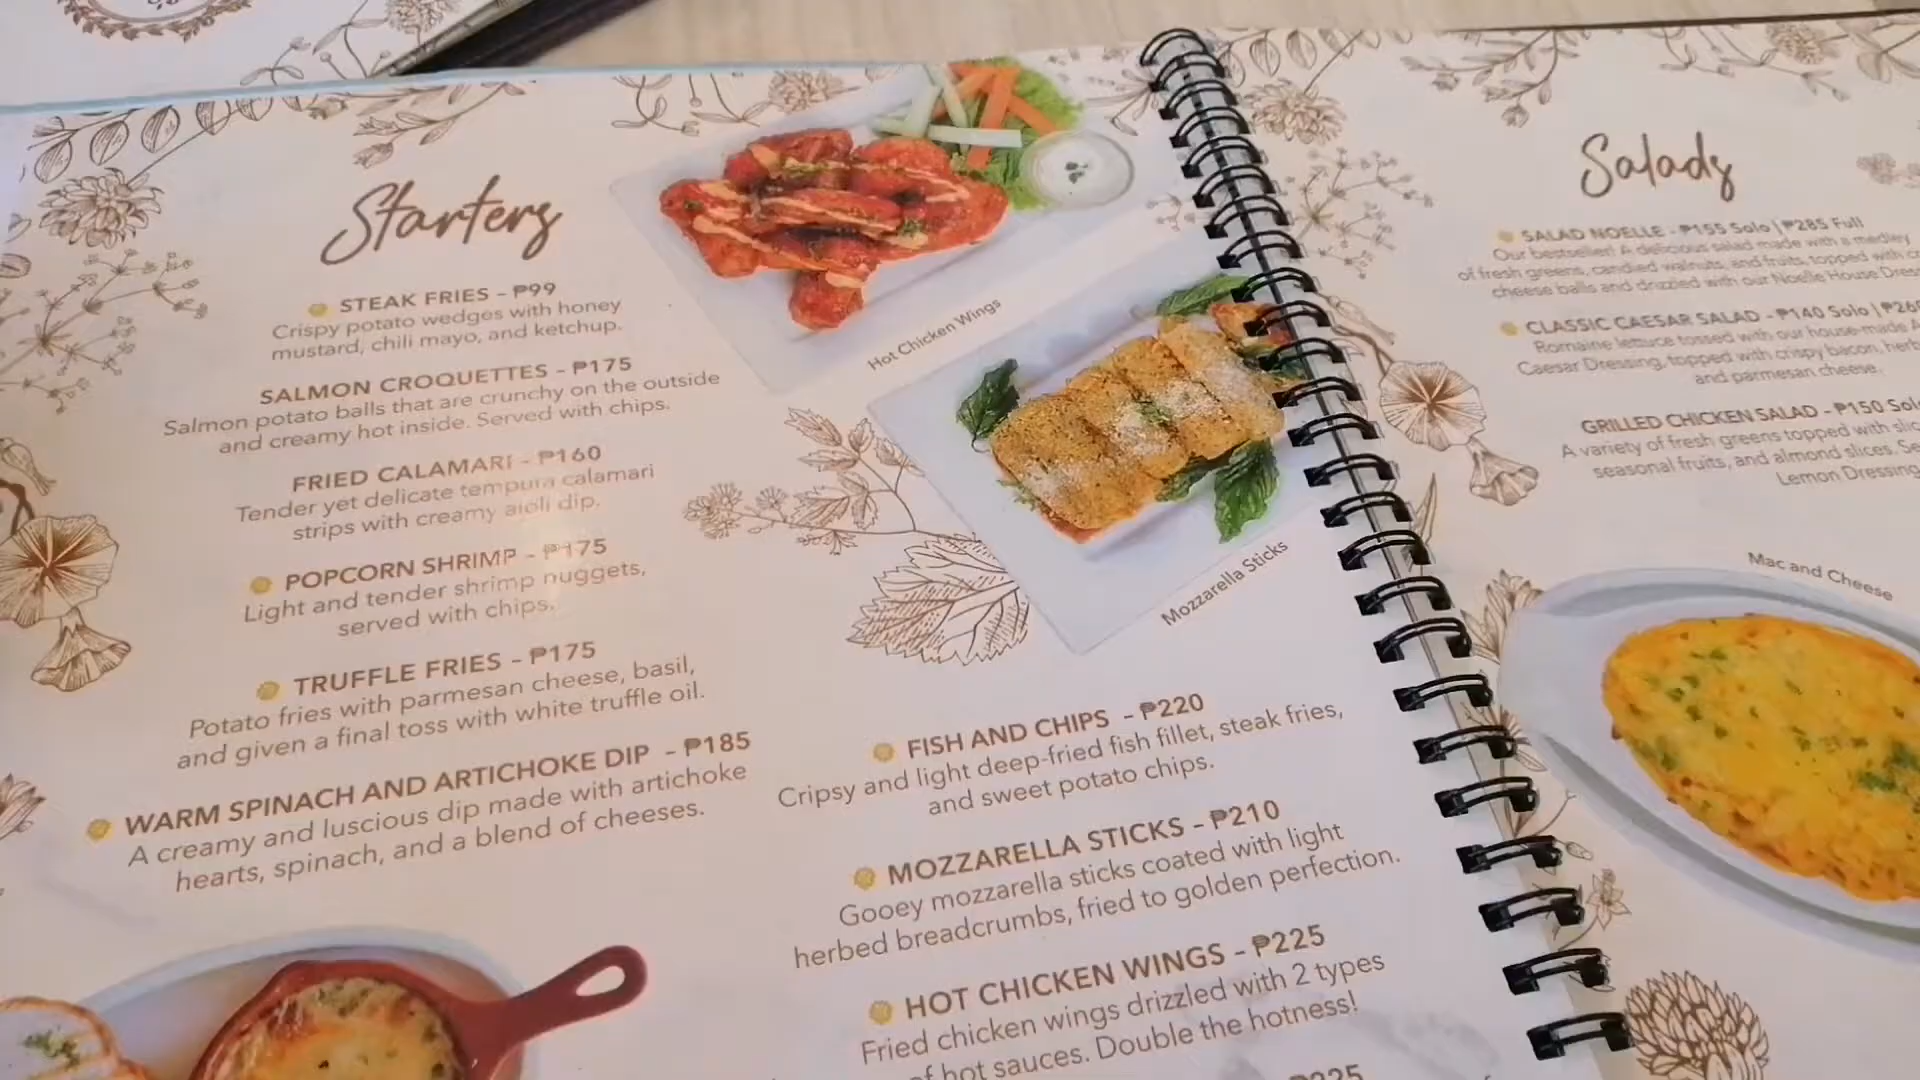 Starters
STEAK FRIES - ₱99
Crispy potato wedges with honey
mustard, chili mayo, and ketchup.
SALMON CROQUETTES - ₱175
Salmon potato balls that are crunchy on the outside
and creamy hot inside. Served with chips.
FRIED CALAMARI - ₱160
Tender yet delicate tempura calamari
strips with creamy aioli dip.
POPCORN SHRIMP - ₱175
Light and tender shrimp nuggets,
served with chips.
TRUFFLE FRIES - ₱175
Potato fries with parmesan cheese, basil,
and given a final toss with white truffle oil.
WARM SPINACH AND ARTICHOKE DIP - ₱185
A creamy and luscious dip made with artichoke
hearts, spinach, and a blend of cheeses.
Hot Chicken Wings
Mozzarella Sticks
FISH AND CHIPS - ₱220
Cripsy and light deep-fried fish fillet, steak fries,
and sweet potato chips.
MOZZARELLA STICKS - ₱210
Gooey mozzarella sticks coated with light
herbed breadcrumbs, fried to golden perfection.
HOT CHICKEN WINGS - ₱225
Fried chicken wings drizzled with 2 types
of hot sauces. Double the hotness!
Salads
SALAD NOELLE - ₱155 Solo | ₱285 Full
Our bestseller! A delicious salad made with a medley
of fresh greens, candied walnuts, and fruits, topped with
cheese balls and drizzled with our Noelle House
CLASSIC CAESAR SALAD - ₱140 Solo |
Romaine lettuce tossed with our house-made
Caesar Dressing, topped with crispy bacon,
and parmesan cheese.
GRILLED CHICKEN SALAD - ₱150
A variety of fresh greens topped with
seasonal fruits, and almond slices.
Lemon Dressing
Mac and Cheese